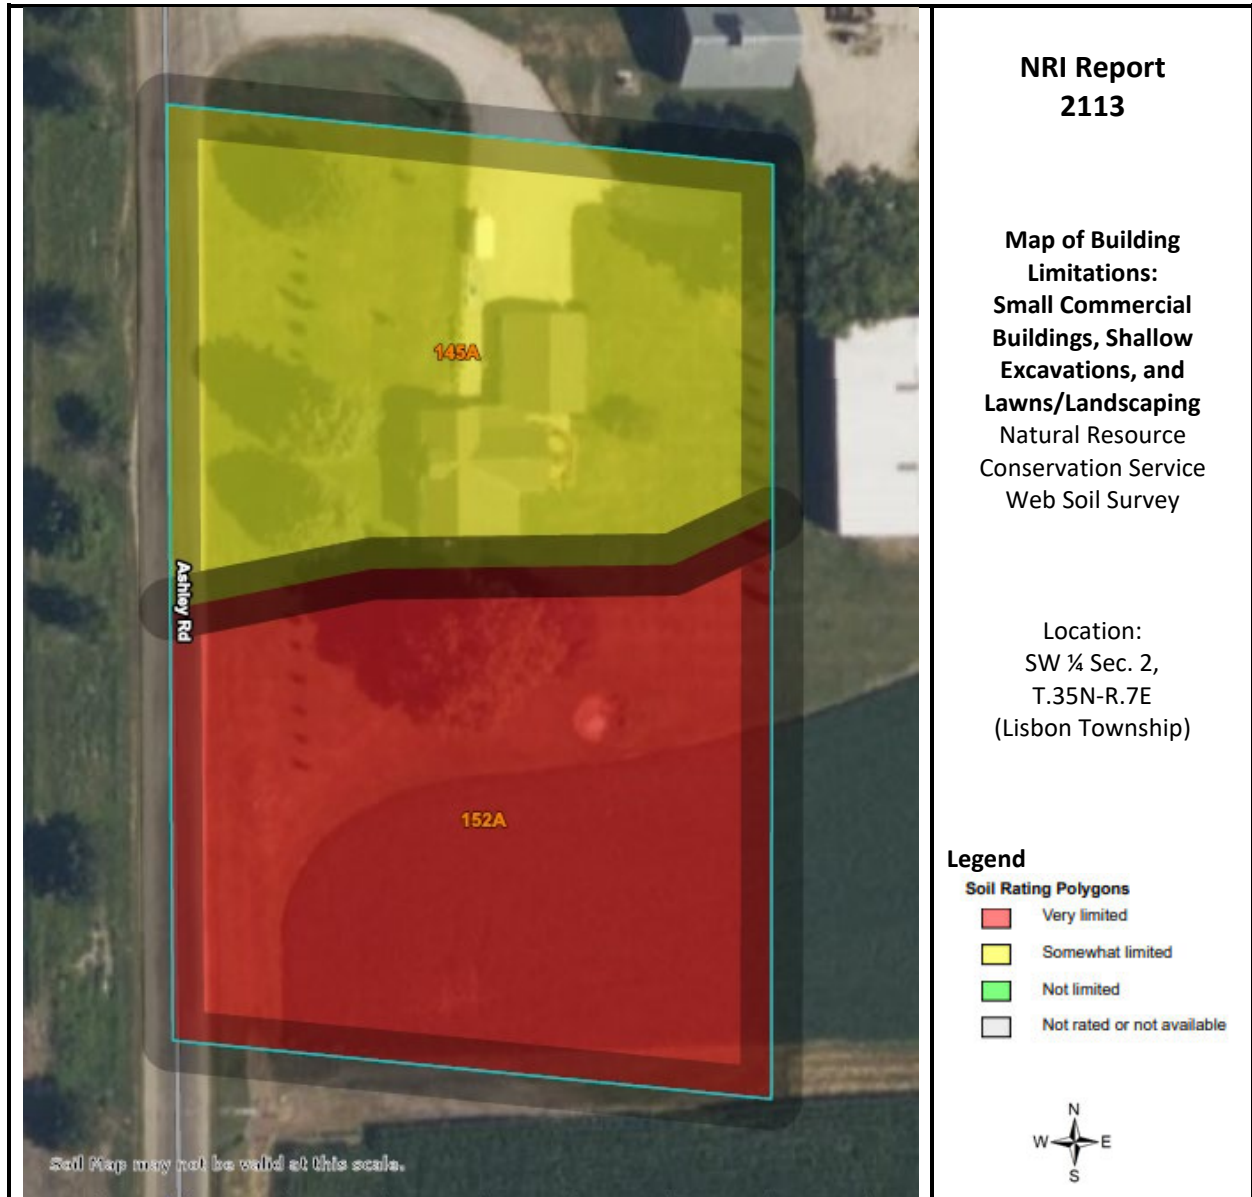 NRI Report
2113
Map of Building
Limitations:
Small Commercial
Buildings, Shallow
Excavations, and
Lawns/Landscaping
Natural Resource
Conservation Service
Web Soil Survey
Location:
SW ¼ Sec. 2,
T.35N-R.7E
(Lisbon Township)
Legend
Soil Rating Polygons
Very limited
Somewhat limited
Not limited
Not rated or not available
N
W E
S
145A
Ashley Rd
152A
Soil Map may not be valid at this scale.